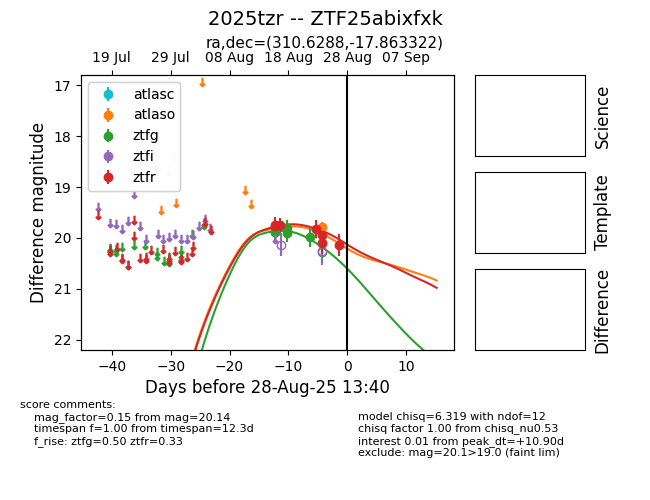 2025tzr -- ZTF25abixfxk
ra,dec=(310.6288,-17.863322)
19 Jul 29 Jul 08 Aug 18 Aug 28 Aug 07 Sep
17
18
19
20
21
22
Difference magnitude
atlasc
atlaso
ztfg
ztfi
ztfr
−40 −30 −20 −10 0 10
Days before 28-Aug-25 13:40
Science
Template
Difference
score comments:
mag_factor=0.15 from mag=20.14
timespan f=1.00 from timespan=12.3d
f_rise: ztfg=0.50 ztfr=0.33
model chisq=6.319 with ndof=12
chisq factor 1.00 from chisq_nu0.53
interest 0.01 from peak_dt=+10.90d
exclude: mag=20.1>19.0 (faint lim)